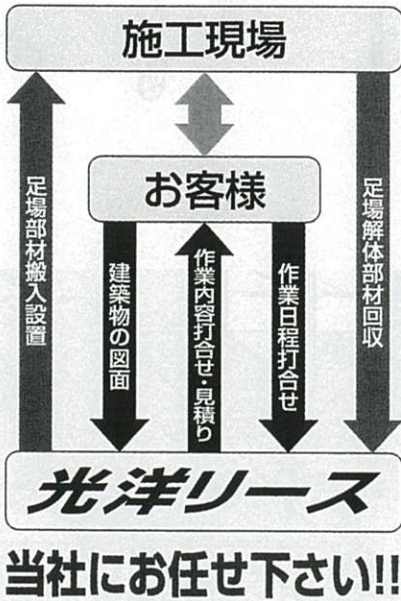 施工現場
お客様
足場部材搬入設置
建築物の図面
作業内容打合せ・見積り
作業日程打合せ
足場解体部材回収
光洋リース
当社にお任せ下さい!!